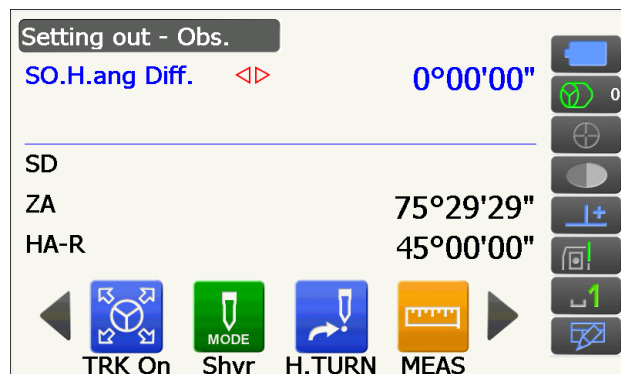 Setting out - Obs.
SO.H.ang Diff. 0°00'00"
0
SD
ZA 75°29'29"
HA-R 45°00'00"
1
MODE
TRK On Shvr H.TURN MEAS